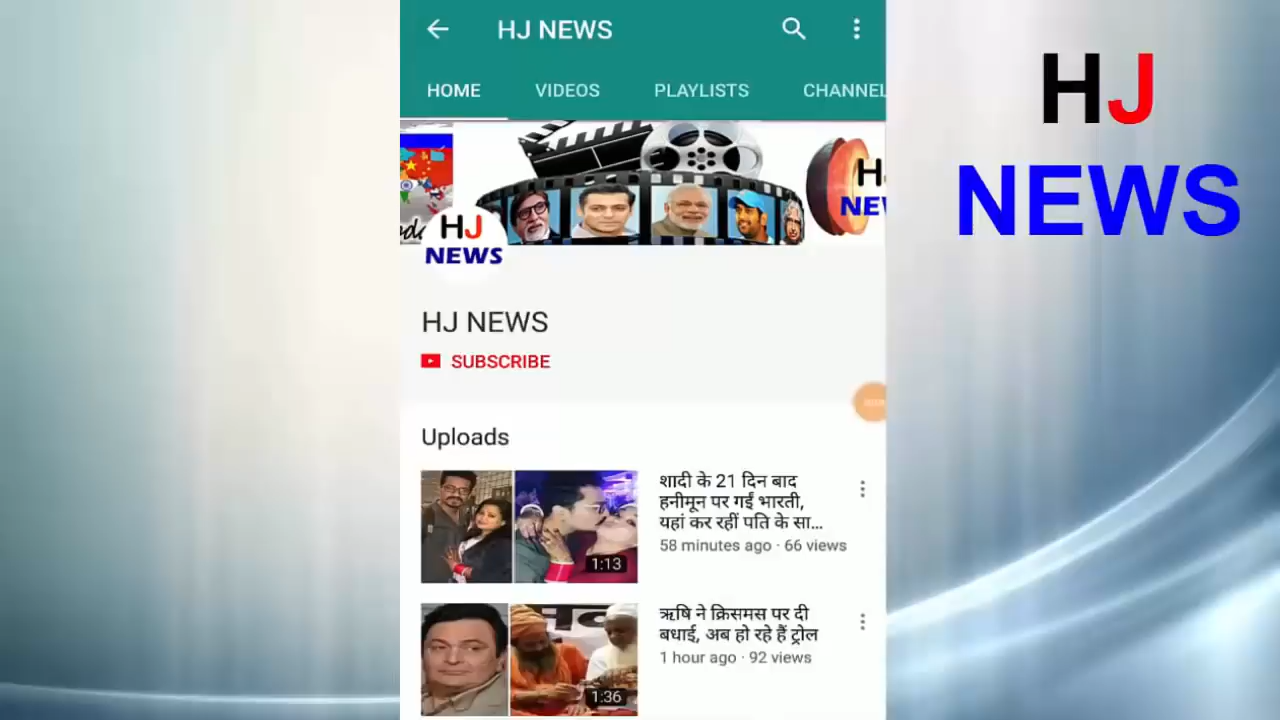 HJ NEWS
HOME VIDEOS PLAYLISTS CHANNEL
HJ
NEWS
HJ
NEWS
HJ NEWS
SUBSCRIBE
Uploads
शादी के 21 दिन बाद
हनीमून पर गईं भारती,
यहां कर रहीं पति के सा...
58 minutes ago · 66 views
1:13
ऋषि ने क्रिसमस पर दी
बधाई, अब हो रहे हैं ट्रोल
1 hour ago · 92 views
1:36